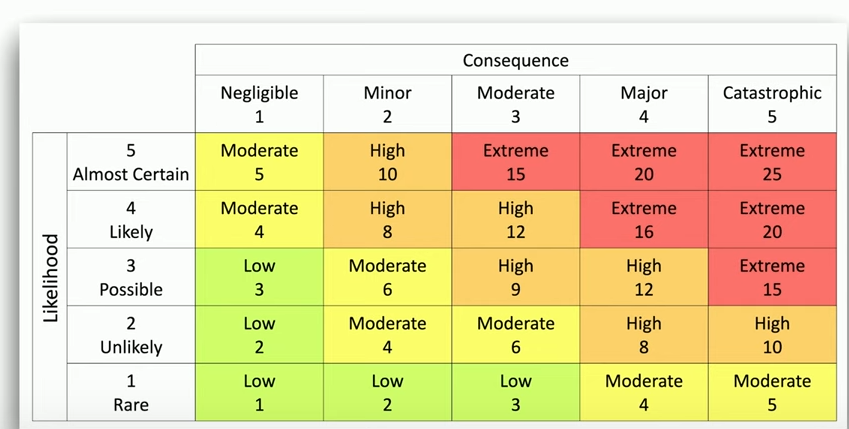 Consequence
Negligible Minor Moderate Major Catastrophic
1 2 3 4 5
5 Moderate High Extreme Extreme Extreme
Almost Certain 5 10 15 20 25
4 Moderate High High Extreme Extreme
Likely 4 8 12 16 20
Likelihood
3 Low Moderate High High Extreme
Possible 3 6 9 12 15
2 Low Moderate Moderate High High
Unlikely 2 4 6 8 10
1 Low Low Low Moderate Moderate
Rare 1 2 3 4 5